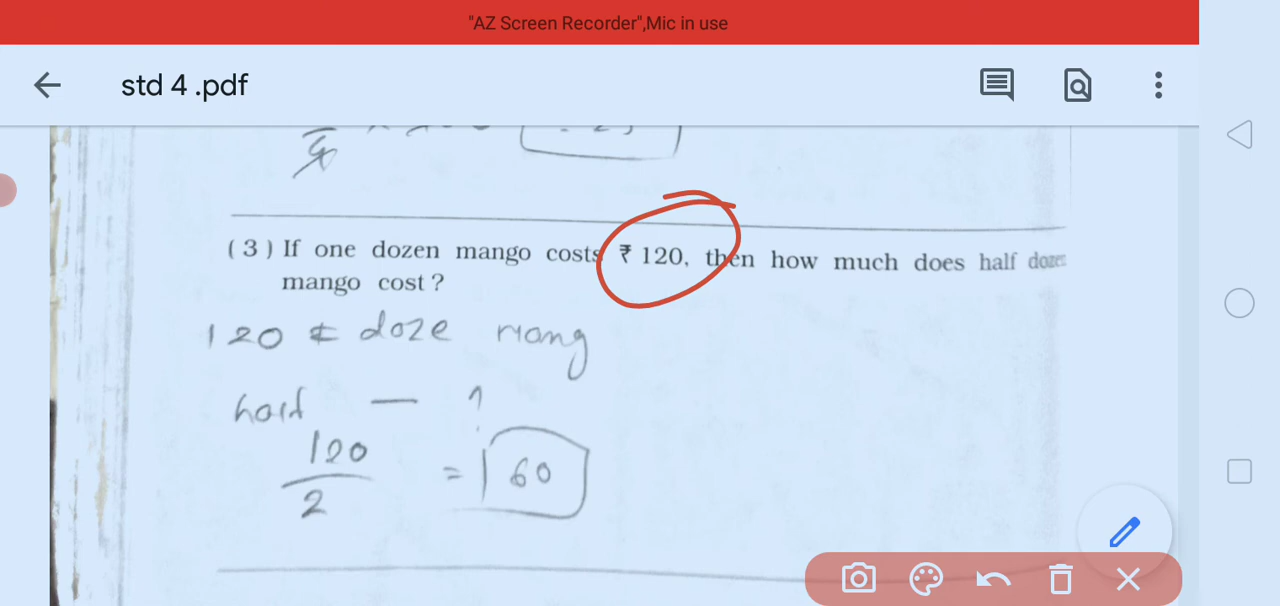 "AZ Screen Recorder",Mic in use
std 4 .pdf
( 3 ) If one dozen mango costs ₹ 120, then how much does half dozen
mango cost ?
120 doze mang
half — ?
120
2
= 60